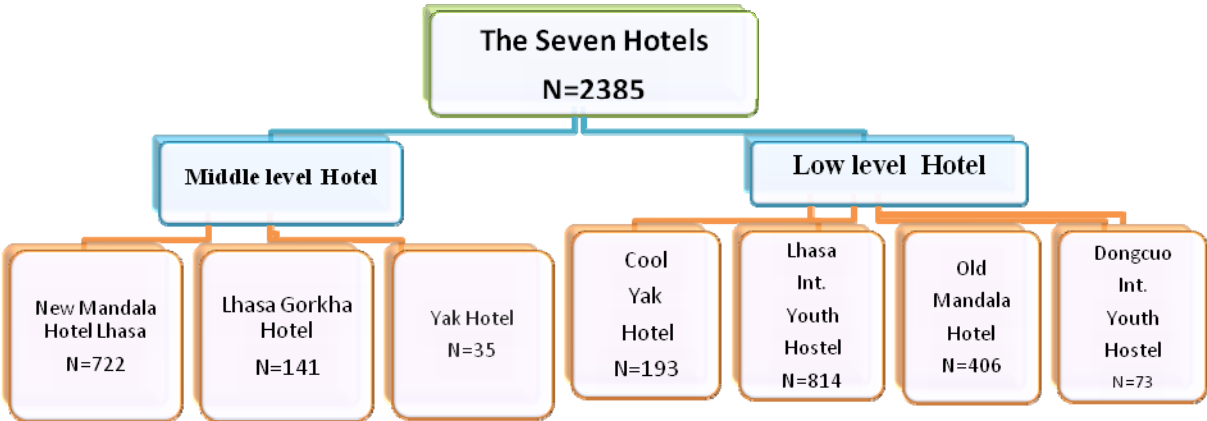 The Seven Hotels
N=2385
Middle level Hotel
Low level Hotel
New Mandala
Hotel Lhasa
N=722
Lhasa Gorkha
Hotel
N=141
Yak Hotel
N=35
Cool
Yak
Hotel
N=193
Lhasa
Int.
Youth
Hostel
N=814
Old
Mandala
Hotel
N=406
Dongcuo
Int.
Youth
Hostel
N=73